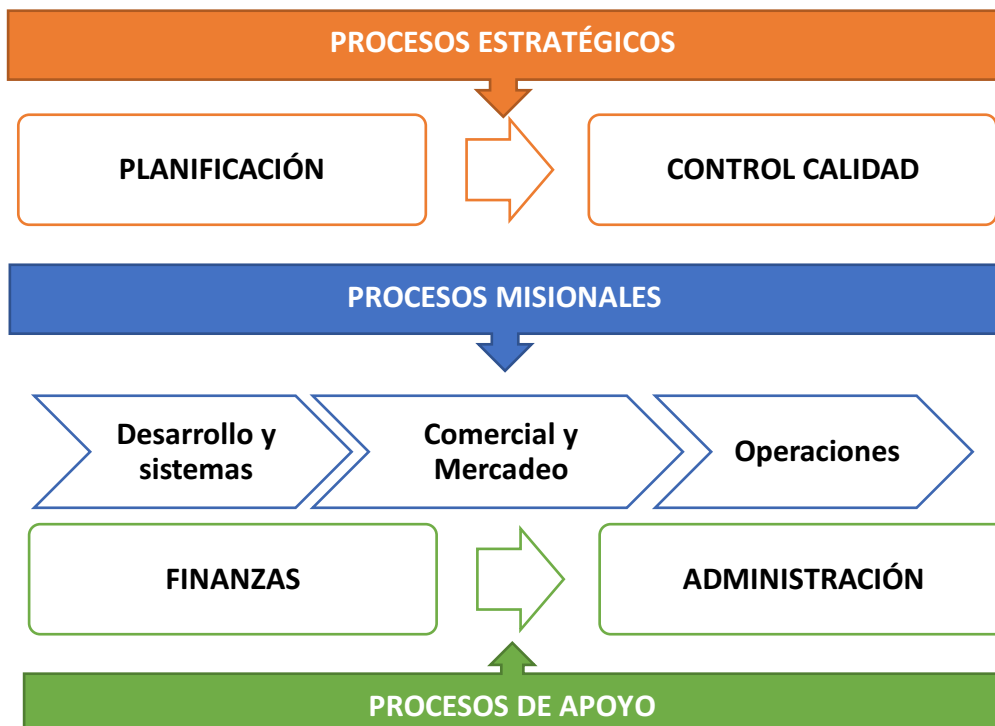 PROCESOS ESTRATÉGICOS
PLANIFICACIÓN
CONTROL CALIDAD
PROCESOS MISIONALES
Desarrollo y
sistemas
Comercial y
Mercadeo
Operaciones
FINANZAS
ADMINISTRACIÓN
PROCESOS DE APOYO